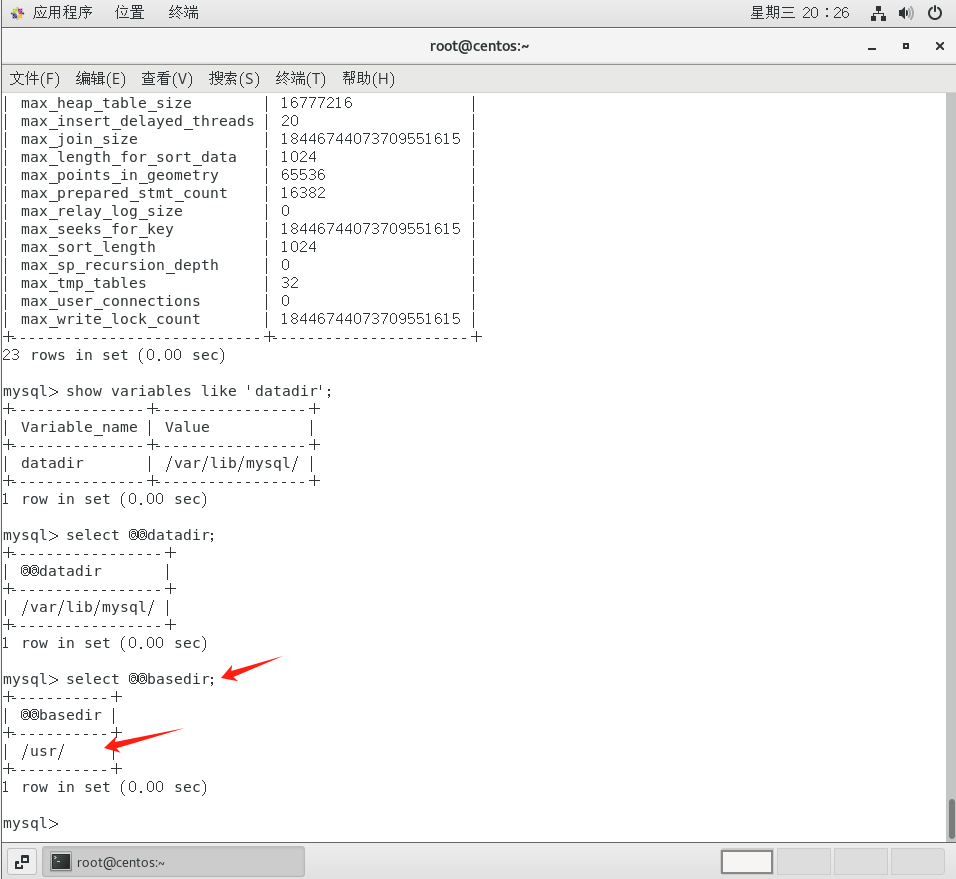 应用程序 位置 终端 星期三 20：26
root@centos:~
文件(F) 编辑(E) 查看(V) 搜索(S) 终端(T) 帮助(H)
| max_heap_table_size | 16777216 |
| max_insert_delayed_threads | 20 |
| max_join_size | 18446744073709551615 |
| max_length_for_sort_data | 1024 |
| max_points_in_geometry | 65536 |
| max_prepared_stmt_count | 16382 |
| max_relay_log_size | 0 |
| max_seeks_for_key | 18446744073709551615 |
| max_sort_length | 1024 |
| max_sp_recursion_depth | 0 |
| max_tmp_tables | 32 |
| max_user_connections | 0 |
| max_write_lock_count | 18446744073709551615 |
+----------------------------+----------------------+
23 rows in set (0.00 sec)
mysql> show variables like 'datadir';
+---------------+-----------------+
| Variable_name | Value |
+---------------+-----------------+
| datadir | /var/lib/mysql/ |
+---------------+-----------------+
1 row in set (0.00 sec)
mysql> select @@datadir;
+-----------------+
| @@datadir |
+-----------------+
| /var/lib/mysql/ |
+-----------------+
1 row in set (0.00 sec)
mysql> select @@basedir;
+-----------+
| @@basedir |
+-----------+
| /usr/ |
+-----------+
1 row in set (0.00 sec)
mysql>
root@centos:~